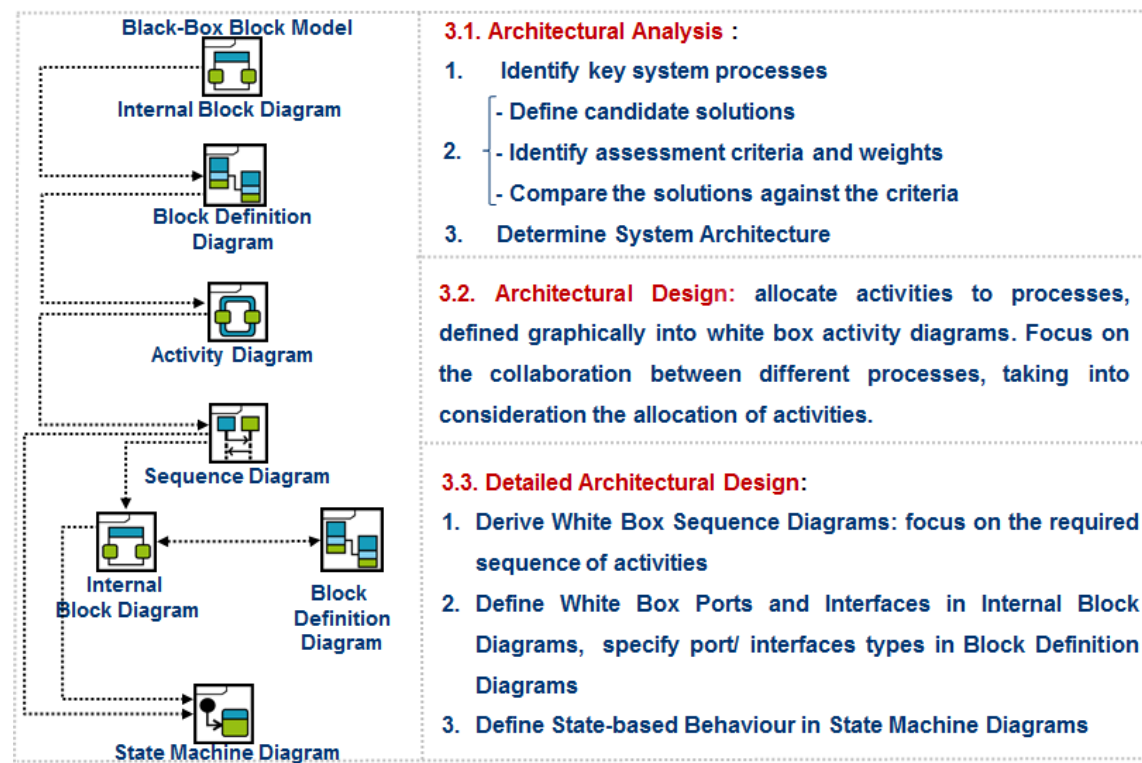 Black-Box Block Model
Internal Block Diagram
Block Definition
Diagram
Activity Diagram
Sequence Diagram
Internal
Block Diagram
Block
Definition
Diagram
State Machine Diagram
3.1. Architectural Analysis :
1. Identify key system processes
- Define candidate solutions
2. - Identify assessment criteria and weights
- Compare the solutions against the criteria
3. Determine System Architecture
3.2. Architectural Design: allocate activities to processes,
defined graphically into white box activity diagrams. Focus on
the collaboration between different processes, taking into
consideration the allocation of activities.
3.3. Detailed Architectural Design:
1. Derive White Box Sequence Diagrams: focus on the required
sequence of activities
2. Define White Box Ports and Interfaces in Internal Block
Diagrams, specify port/ interfaces types in Block Definition
Diagrams
3. Define State-based Behaviour in State Machine Diagrams